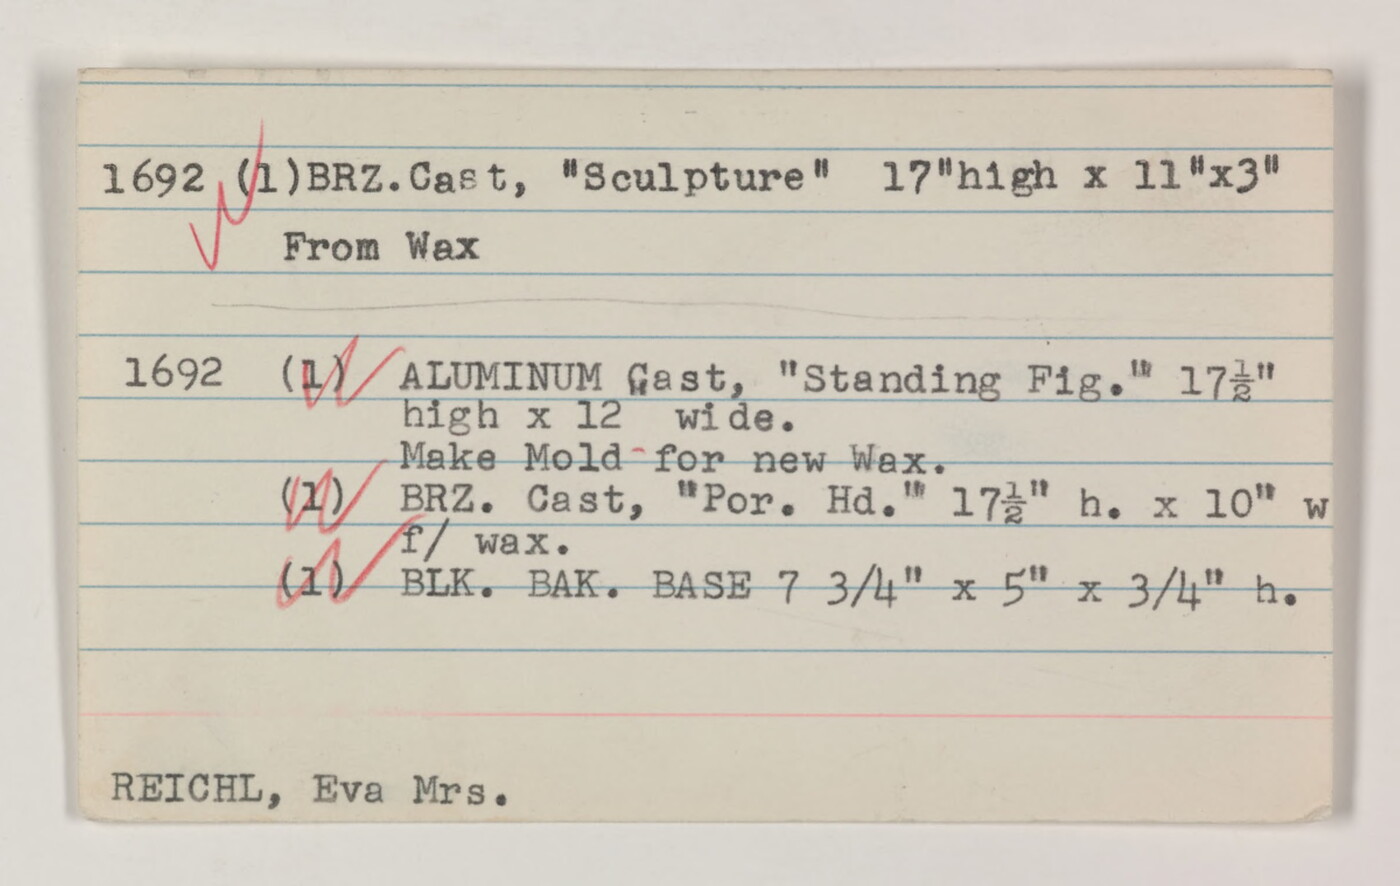 1692 (1)BRZ.Cast, "Sculpture" 17"high x 11"x3"
From Wax
1692 (1) ALUMINUM Cast, "Standing Fig." 17½"
high x 12 wide.
Make Mold for new Wax.
(1) BRZ. Cast, "Por. Hd." 17½" h. x 10" w
f/ wax.
(1) BLK. BAK. BASE 7 3/4" x 5" x 3/4" h.
REICHL, Eva Mrs.